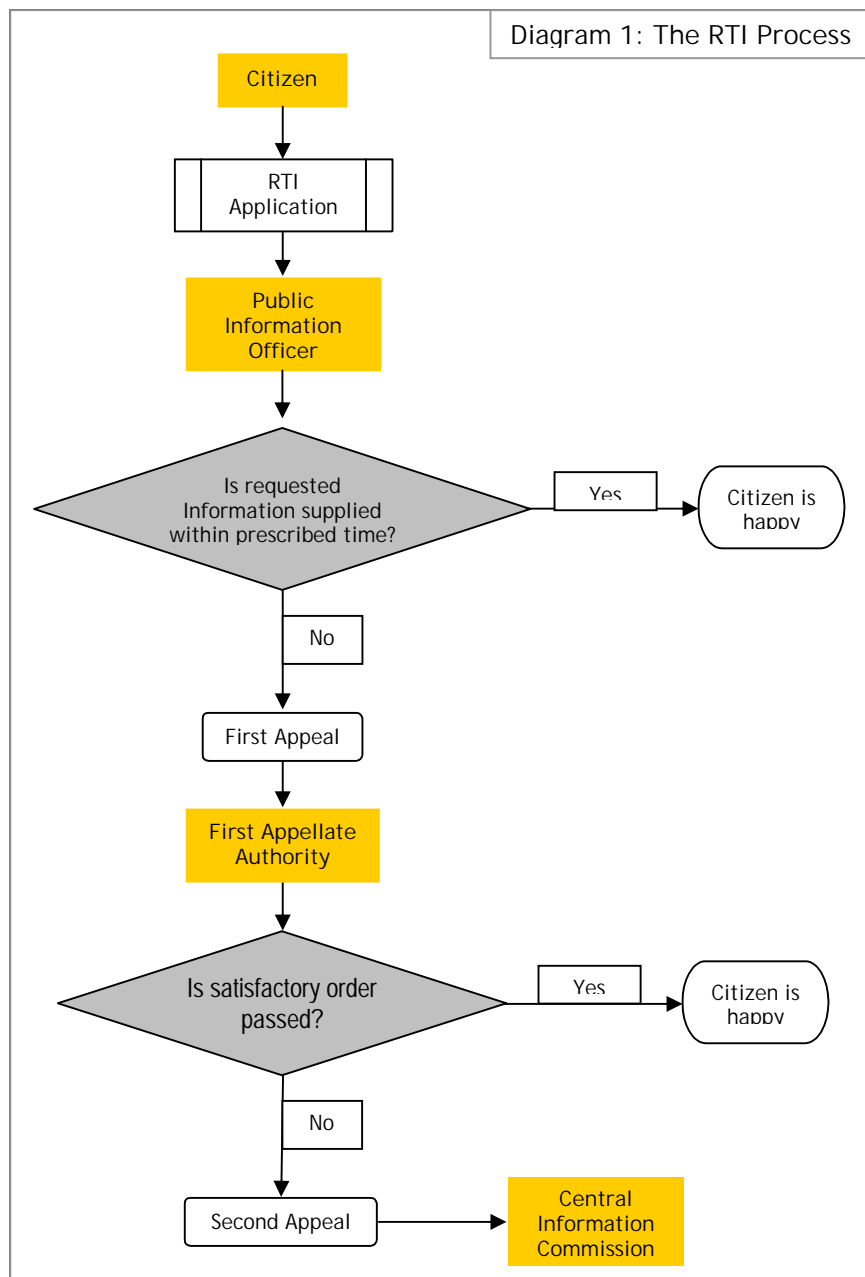 Diagram 1: The RTI Process
Citizen
RTI
Application
Public
Information
Officer
Is requested
Information supplied
within prescribed time?
Yes
Citizen is
happy
No
First Appeal
First Appellate
Authority
Is satisfactory order
passed?
Yes
Citizen is
happy
No
Second Appeal
Central
Information
Commission